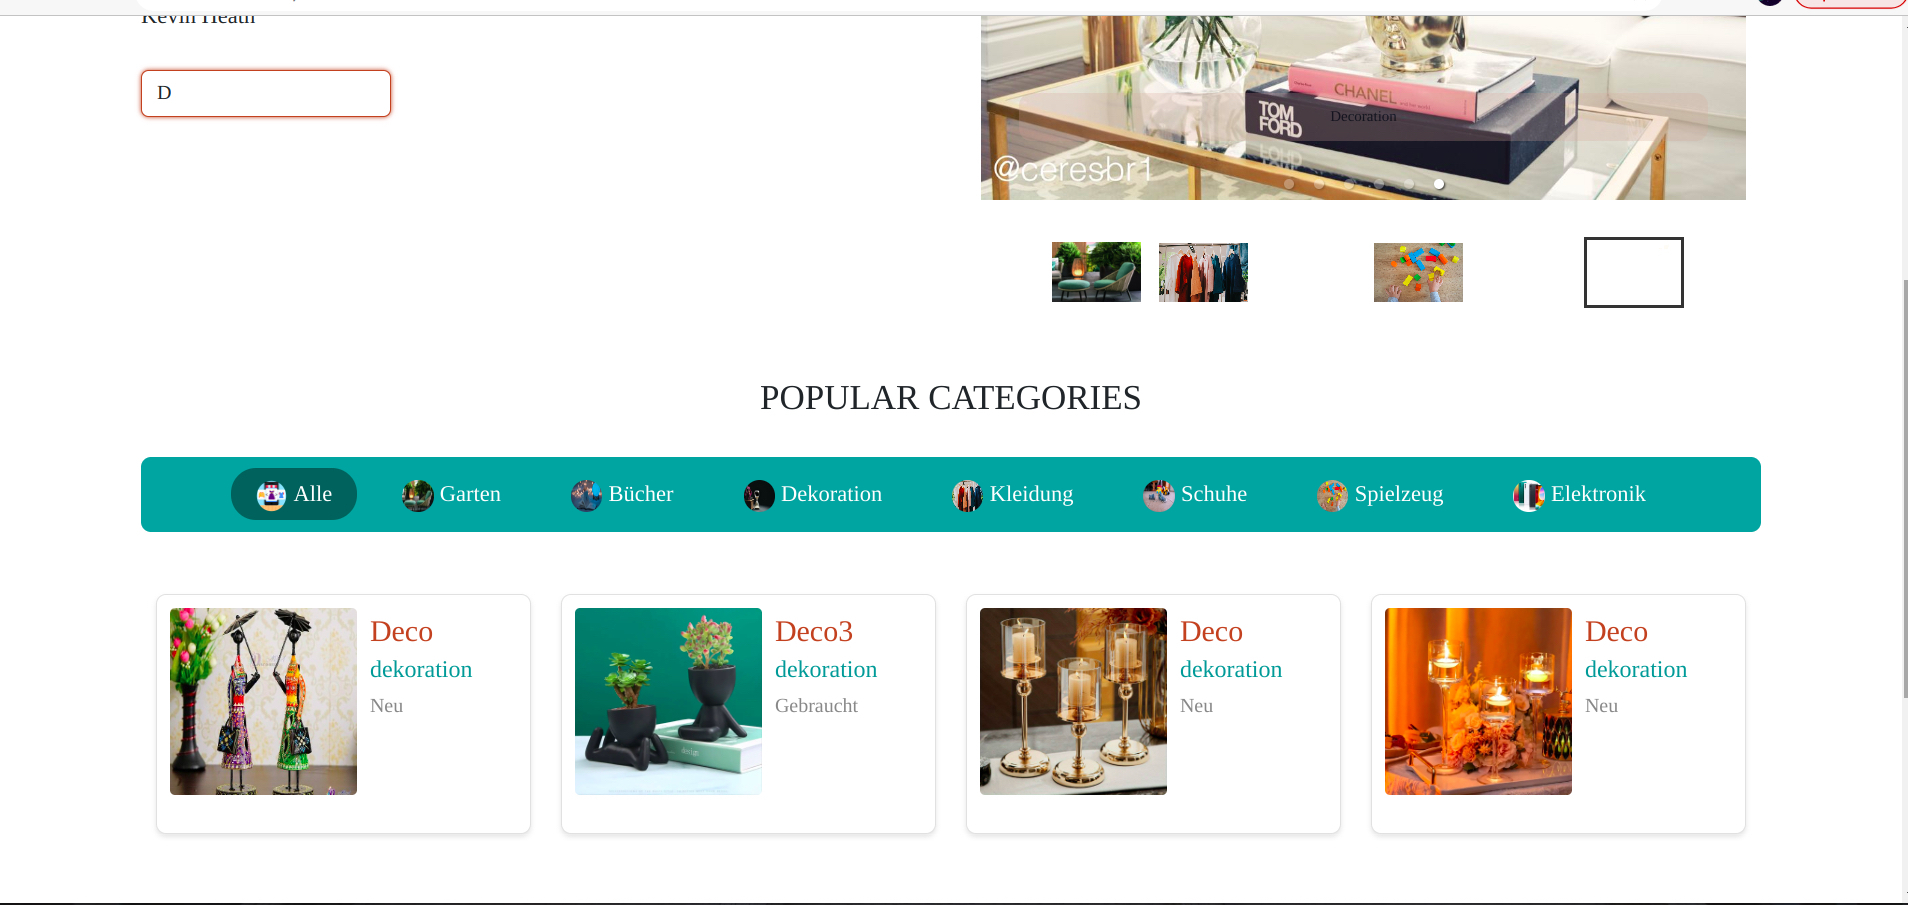 Kevin Heath
D
CHANEL
TOM
FORD
Decoration
@ceresbr1
POPULAR CATEGORIES
Alle
Garten
Bücher
Dekoration
Kleidung
Schuhe
Spielzeug
Elektronik
Deco
dekoration
Neu
Deco3
dekoration
Gebraucht
design
Deco
dekoration
Neu
Deco
dekoration
Neu